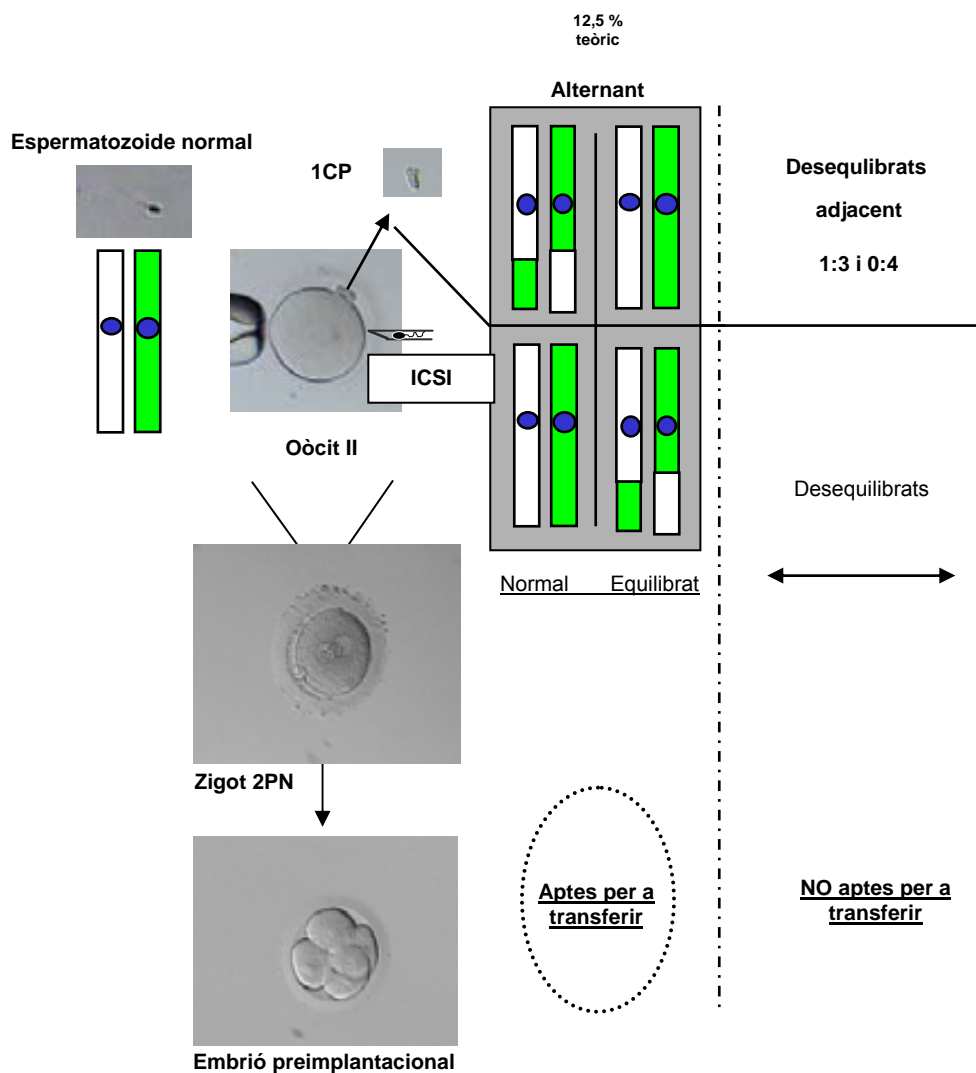 12,5 %
teòric
Alternant
Espermatozoide normal
1CP
Desequlibrats
adjacent
1:3 i 0:4
ICSI
Oòcit II
Desequilibrats
Normal Equilibrat
Zigot 2PN
Aptes per a
transferir
NO aptes per a
transferir
Embrió preimplantacional